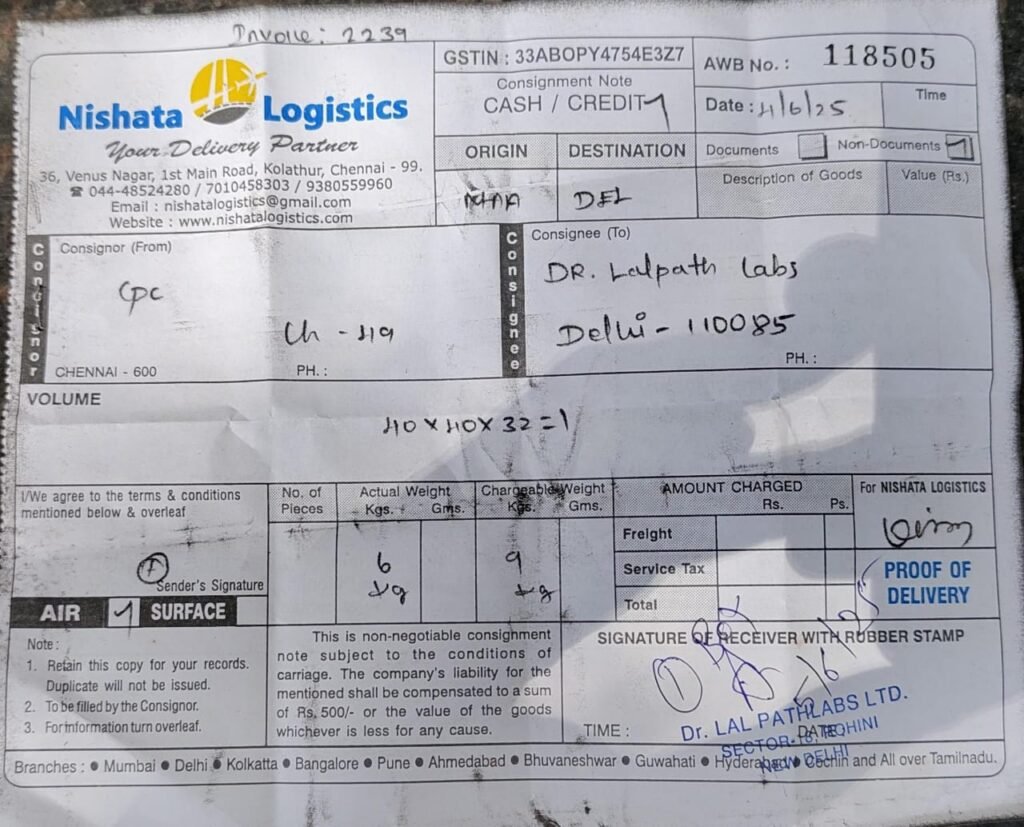 Invoice: 2239
Nishata Logistics
Your Delivery Partner
36, Venus Nagar, 1st Main Road, Kolathur, Chennai - 99.
☎ 044-48524280 / 7010458303 / 9380559960
Email : nishatalogistics@gmail.com
Website : www.nishatalogistics.com
GSTIN : 33ABOPY4754E3Z7
Consignment Note
CASH / CREDIT
AWB No. : 118505
Date : 4/6/25
Time
ORIGIN
DESTINATION
DEL
Documents
Non-Documents
Description of Goods
Value (Rs.)
Consignor
Consignor (From)
CPC
Ch - 49
CHENNAI - 600
PH. :
Consignee
Consignee (To)
DR. Lalpath Labs
Delhi - 110085
PH. :
VOLUME
40 x 40 x 32 = 1
I/We agree to the terms & conditions
mentioned below & overleaf
Sender's Signature
AIR
SURFACE
No. of
Pieces
Actual Weight
Kgs. Gms.
6
kg
Chargeable Weight
Kgs. Gms.
9
kg
AMOUNT CHARGED
Rs. Ps.
Freight
Service Tax
Total
For NISHATA LOGISTICS
PROOF OF
DELIVERY
Note :
1. Retain this copy for your records.
Duplicate will not be issued.
2. To be filled by the Consignor.
3. For information turn overleaf.
This is non-negotiable consignment
note subject to the conditions of
carriage. The company's liability for the
mentioned shall be compensated to a sum
of Rs. 500/- or the value of the goods
whichever is less for any cause.
SIGNATURE OF RECEIVER WITH RUBBER STAMP
TIME :
DATE :
Dr. LAL PATHLABS LTD.
SECTOR-18, ROHINI
NEW DELHI
Branches : ● Mumbai ● Delhi ● Kolkatta ● Bangalore ● Pune ● Ahmedabad ● Bhuvaneshwar ● Guwahati ● Hyderabad ● Cochin and All over Tamilnadu.